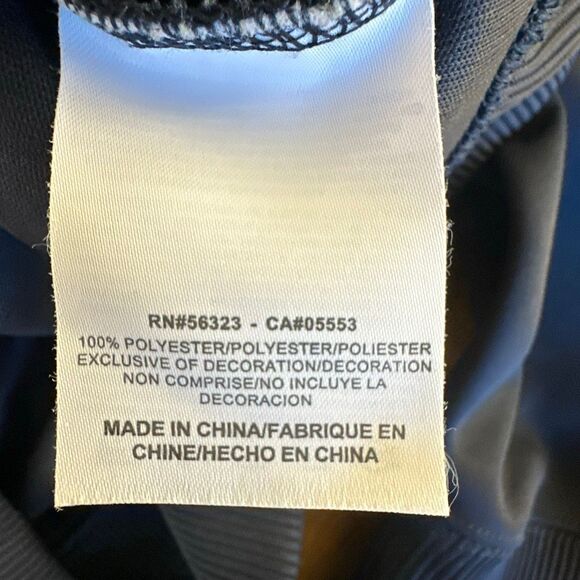 RN#56323 - CA#05553
100% POLYESTER/POLYESTER/POLIESTER
EXCLUSIVE OF DECORATION/DECORATION
NON COMPRISE/NO INCLUYE LA
DECORACION
MADE IN CHINA/FABRIQUE EN
CHINE/HECHO EN CHINA